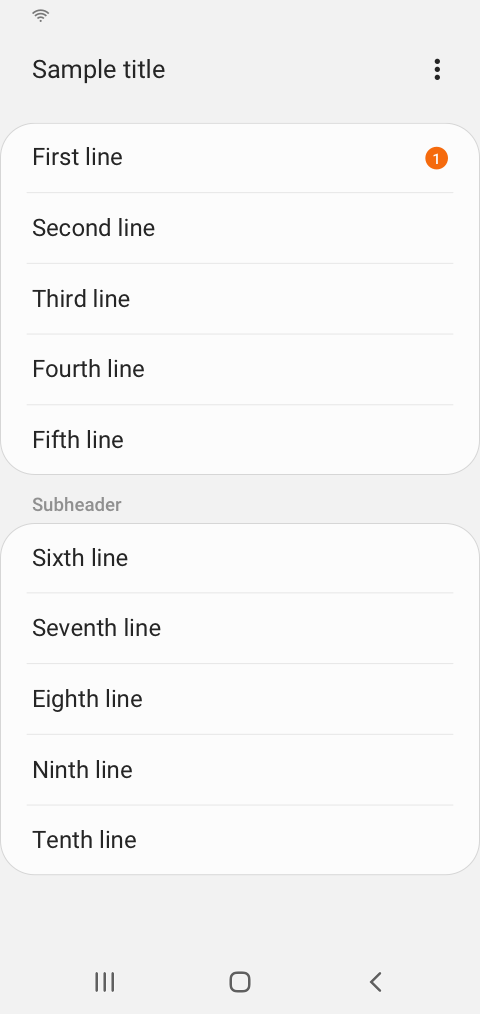 Sample title
First line 1
Second line
Third line
Fourth line
Fifth line
Subheader
Sixth line
Seventh line
Eighth line
Ninth line
Tenth line